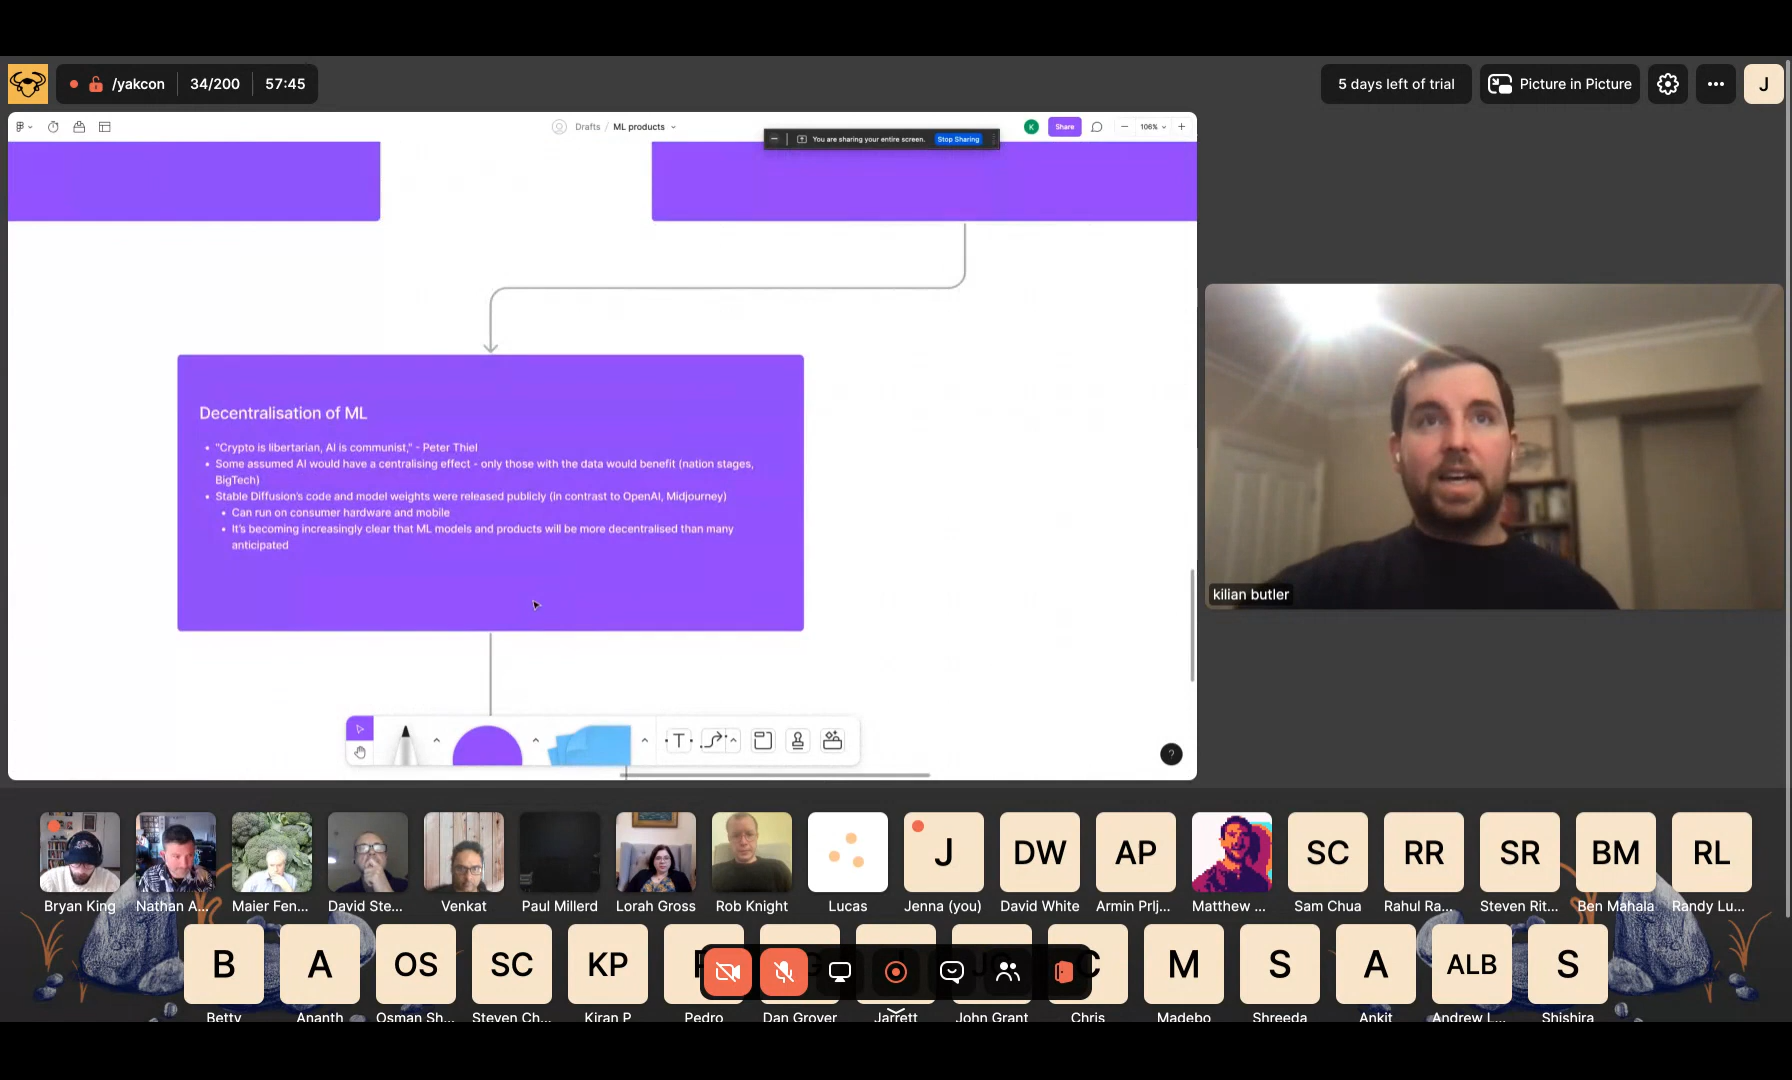 /yakcon
34/200
57:45
5 days left of trial
Picture in Picture
J
Drafts / ML products
You are sharing your entire screen.
Stop Sharing
K
Share
106%
Decentralisation of ML
"Crypto is libertarian, AI is communist," - Peter Thiel
Some assumed AI would have a centralising effect - only those with the data would benefit (nation stages,
BigTech)
Stable Diffusion's code and model weights were released publicly (in contrast to OpenAI, Midjourney)
Can run on consumer hardware and mobile
It's becoming increasingly clear that ML models and products will be more decentralised than many
anticipated
T
?
kilian butler
J
DW
AP
SC
RR
SR
BM
RL
Bryan King
Nathan A...
Maier Fen...
David Ste...
Venkat
Paul Millerd
Lorah Gross
Rob Knight
Lucas
Jenna (you)
David White
Armin Prlj...
Matthew ...
Sam Chua
Rahul Ra...
Steven Rit...
Ben Mahala
Randy Lu...
B
A
OS
SC
KP
C
M
S
A
ALB
S
Betty
Ananth
Osman Sh...
Steven Ch...
Kiran P
Pedro
Dan Grover
Jarrett
John Grant
Chris
Madebo
Shreeda
Ankit
Andrew L...
Shishira